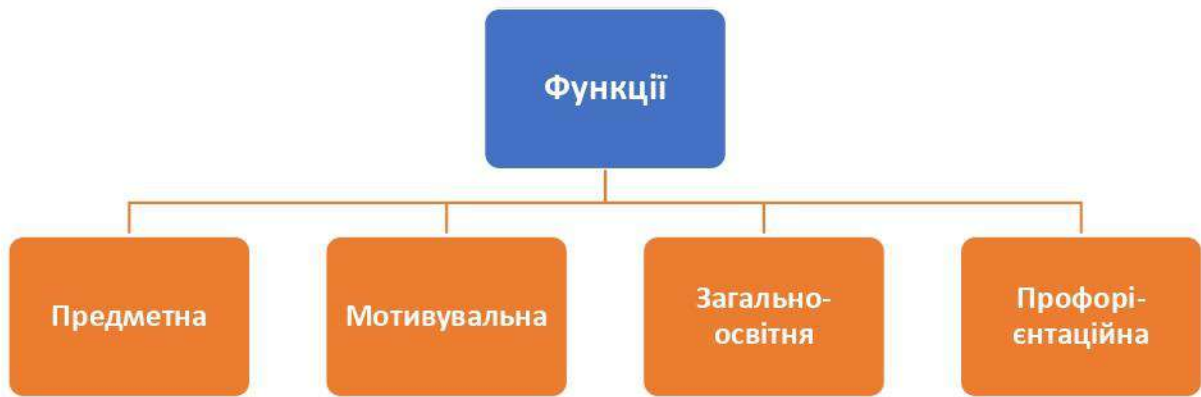 Функції
Предметна
Мотивувальна
Загально-
освітня
Профорі-
єнтаційна